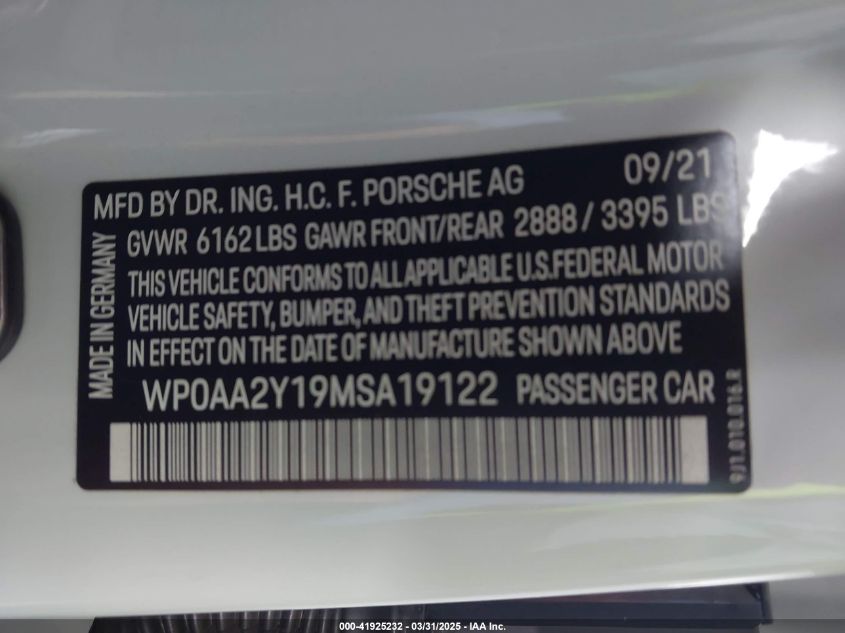 MFD BY DR. ING. H.C. F. PORSCHE AG 09/21
GVWR 6162 LBS GAWR FRONT/REAR 2888 / 3395 LBS
THIS VEHICLE CONFORMS TO ALL APPLICABLE U.S.FEDERAL MOTOR
VEHICLE SAFETY, BUMPER, AND THEFT PREVENTION STANDARDS
IN EFFECT ON THE DATE OF MANUFACTURE SHOWN ABOVE
WP0AA2Y19MSA19122 PASSENGER CAR
MADE IN GERMANY
9J1.010.016.R
000-41925232 - 03/31/2025 - IAA Inc.